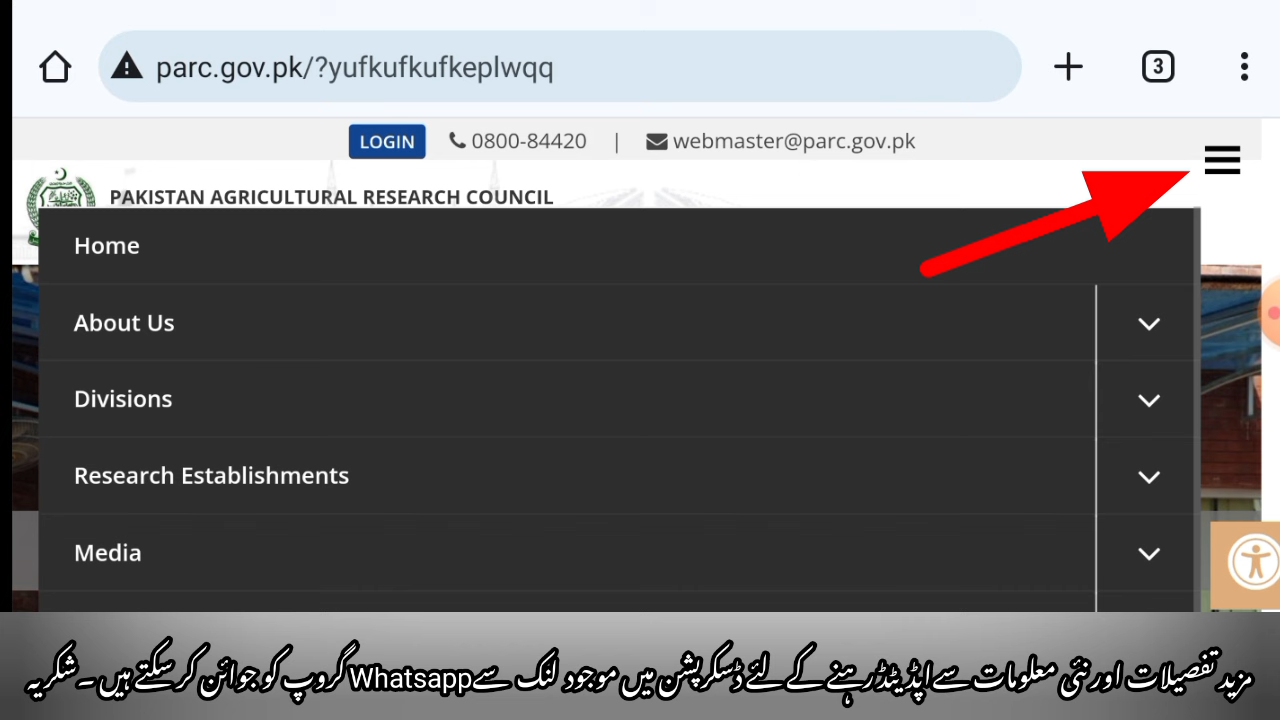 parc.gov.pk/?yufkufkufkeplwqq
3
LOGIN 0800-84420 | webmaster@parc.gov.pk
PAKISTAN AGRICULTURAL RESEARCH COUNCIL
Home
About Us
Divisions
Research Establishments
Media
مزید تفصیلات اور نئی معلومات سے اپڈیٹڈ رہنے کے لئے ڈسکرپشن میں موجود لنک سے Whatsapp گروپ کو جوائن کر سکتے ہیں۔ شکریہ